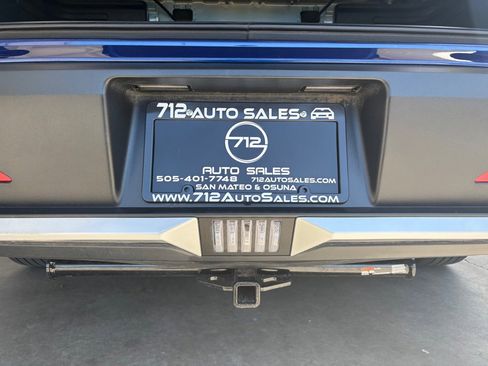 712 AUTO SALES
712
AUTO SALES
505-401-7748 712AUTOSALES.COM
SAN MATEO & OSUNA
WWW.712AUTOSALES.COM